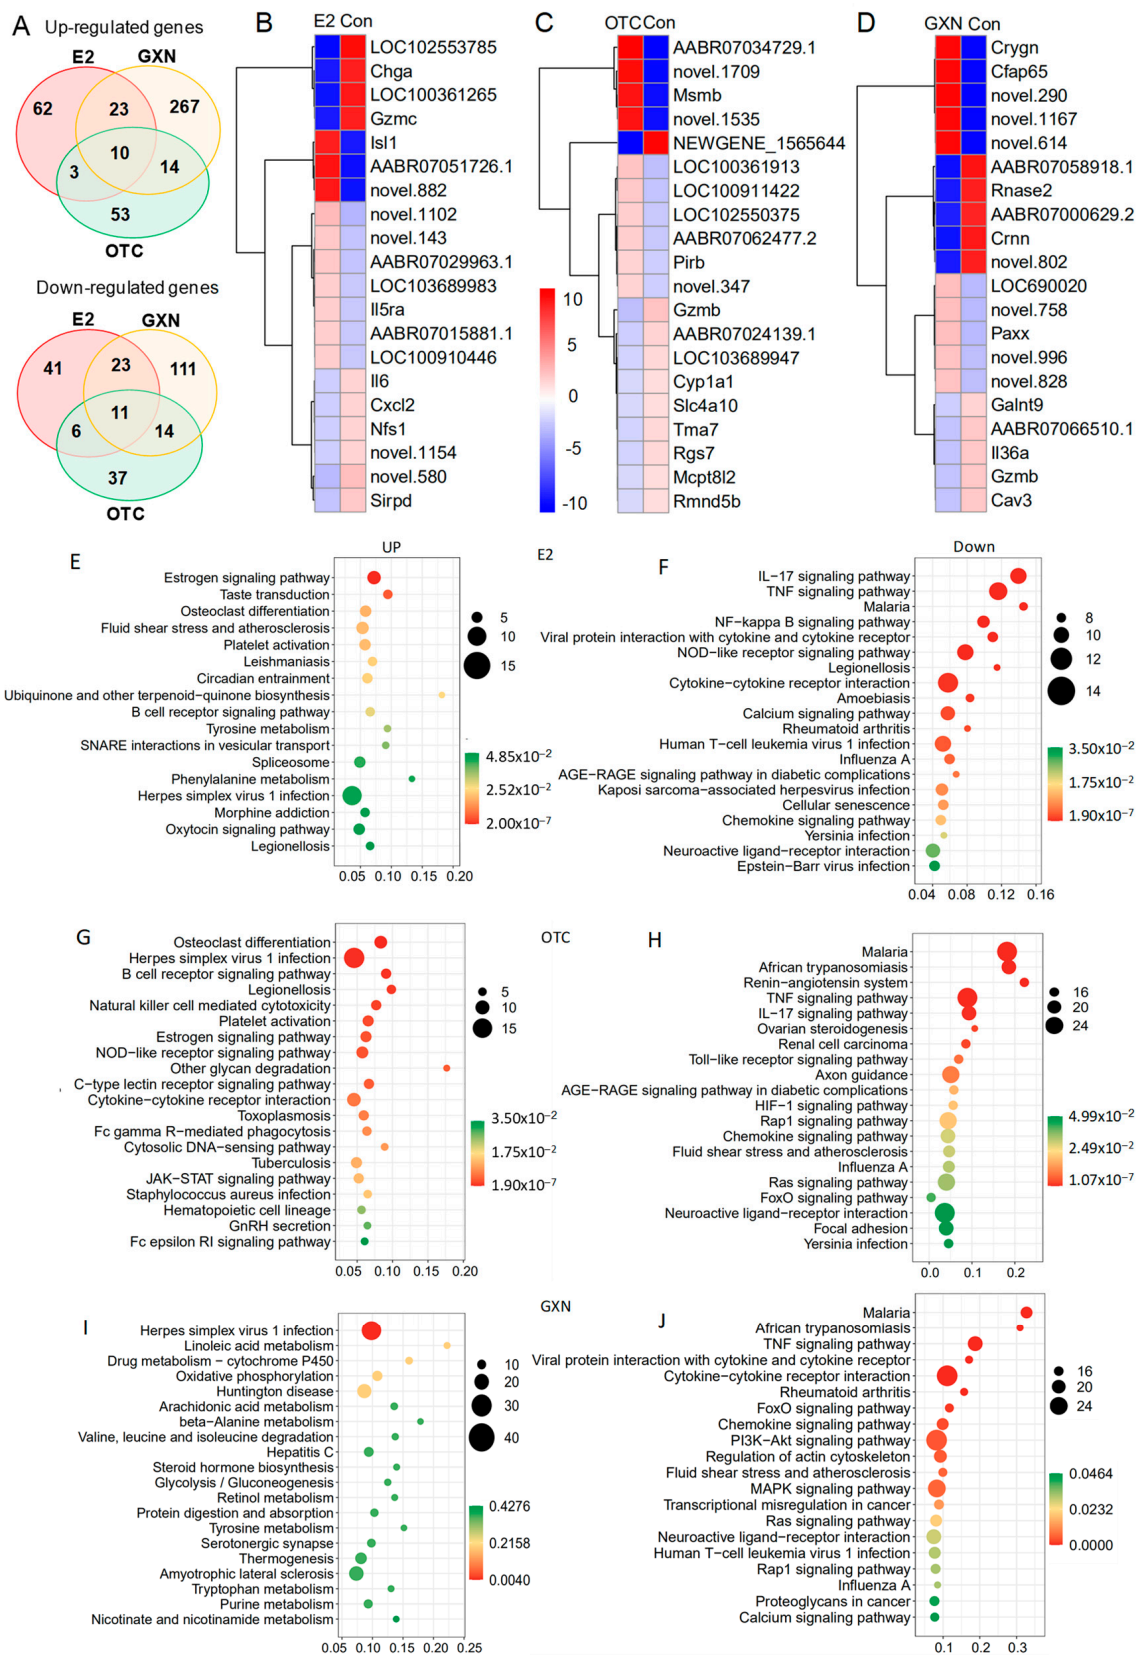 A
Up-regulated genes
E2
GXN
62
23
267
10
3
14
53
OTC
Down-regulated genes
E2
GXN
41
23
111
11
6
14
37
OTC
B
E2 Con
LOC102553785
Chga
LOC100361265
Gzmc
Isl1
AABR07051726.1
novel.882
novel.1102
novel.143
AABR07029963.1
LOC103689983
Il5ra
AABR07015881.1
LOC100910446
Il6
Cxcl2
Nfs1
novel.1154
novel.580
Sirpd
C
OTC Con
AABR07034729.1
novel.1709
Msmb
novel.1535
NEWGENE_1565644
LOC100361913
LOC100911422
LOC102550375
AABR07062477.2
Pirb
novel.347
Gzmb
AABR07024139.1
LOC103689947
Cyp1a1
Slc4a10
Tma7
Rgs7
Mcpt8l2
Rmnd5b
10
5
0
-5
-10
D
GXN Con
Crygn
Cfap65
novel.290
novel.1167
novel.614
AABR07058918.1
Rnase2
AABR07000629.2
Crnn
novel.802
LOC690020
novel.758
Paxx
novel.996
novel.828
Galnt9
AABR07066510.1
Il36a
Gzmb
Cav3
E
UP
Estrogen signaling pathway
Taste transduction
Osteoclast differentiation
Fluid shear stress and atherosclerosis
Platelet activation
Leishmaniasis
Circadian entrainment
Ubiquinone and other terpenoid−quinone biosynthesis
B cell receptor signaling pathway
Tyrosine metabolism
SNARE interactions in vesicular transport
Spliceosome
Phenylalanine metabolism
Herpes simplex virus 1 infection
Morphine addiction
Oxytocin signaling pathway
Legionellosis
0.05 0.10 0.15 0.20
5
10
15
4.85x10⁻²
2.52x10⁻²
2.00x10⁻⁷
E2
F
Down
IL−17 signaling pathway
TNF signaling pathway
Malaria
NF−kappa B signaling pathway
Viral protein interaction with cytokine and cytokine receptor
NOD−like receptor signaling pathway
Legionellosis
Cytokine−cytokine receptor interaction
Amoebiasis
Calcium signaling pathway
Rheumatoid arthritis
Human T−cell leukemia virus 1 infection
Influenza A
AGE−RAGE signaling pathway in diabetic complications
Kaposi sarcoma−associated herpesvirus infection
Cellular senescence
Chemokine signaling pathway
Yersinia infection
Neuroactive ligand−receptor interaction
Epstein−Barr virus infection
0.04 0.08 0.12 0.16
8
10
12
14
3.50x10⁻²
1.75x10⁻²
1.90x10⁻⁷
G
Osteoclast differentiation
Herpes simplex virus 1 infection
B cell receptor signaling pathway
Legionellosis
Natural killer cell mediated cytotoxicity
Platelet activation
Estrogen signaling pathway
NOD−like receptor signaling pathway
Other glycan degradation
C−type lectin receptor signaling pathway
Cytokine−cytokine receptor interaction
Toxoplasmosis
Fc gamma R−mediated phagocytosis
Cytosolic DNA−sensing pathway
Tuberculosis
JAK−STAT signaling pathway
Staphylococcus aureus infection
Hematopoietic cell lineage
GnRH secretion
Fc epsilon RI signaling pathway
0.05 0.10 0.15 0.20
5
10
15
3.50x10⁻²
1.75x10⁻²
1.90x10⁻⁷
OTC
H
Malaria
African trypanosomiasis
Renin−angiotensin system
TNF signaling pathway
IL−17 signaling pathway
Ovarian steroidogenesis
Renal cell carcinoma
Toll−like receptor signaling pathway
Axon guidance
AGE−RAGE signaling pathway in diabetic complications
HIF−1 signaling pathway
Rap1 signaling pathway
Chemokine signaling pathway
Fluid shear stress and atherosclerosis
Influenza A
Ras signaling pathway
FoxO signaling pathway
Neuroactive ligand−receptor interaction
Focal adhesion
Yersinia infection
0.0 0.1 0.2
16
20
24
4.99x10⁻²
2.49x10⁻²
1.07x10⁻⁷
I
Herpes simplex virus 1 infection
Linoleic acid metabolism
Drug metabolism − cytochrome P450
Oxidative phosphorylation
Huntington disease
Arachidonic acid metabolism
beta−Alanine metabolism
Valine, leucine and isoleucine degradation
Hepatitis C
Steroid hormone biosynthesis
Glycolysis / Gluconeogenesis
Retinol metabolism
Protein digestion and absorption
Tyrosine metabolism
Serotonergic synapse
Thermogenesis
Amyotrophic lateral sclerosis
Tryptophan metabolism
Purine metabolism
Nicotinate and nicotinamide metabolism
0.05 0.10 0.15 0.20 0.25
10
20
30
40
0.4276
0.2158
0.0040
GXN
J
Malaria
African trypanosomiasis
TNF signaling pathway
Viral protein interaction with cytokine and cytokine receptor
Cytokine−cytokine receptor interaction
Rheumatoid arthritis
FoxO signaling pathway
Chemokine signaling pathway
PI3K−Akt signaling pathway
Regulation of actin cytoskeleton
Fluid shear stress and atherosclerosis
MAPK signaling pathway
Transcriptional misregulation in cancer
Ras signaling pathway
Neuroactive ligand−receptor interaction
Human T−cell leukemia virus 1 infection
Rap1 signaling pathway
Influenza A
Proteoglycans in cancer
Calcium signaling pathway
0.1 0.2 0.3
16
20
24
0.0464
0.0232
0.0000